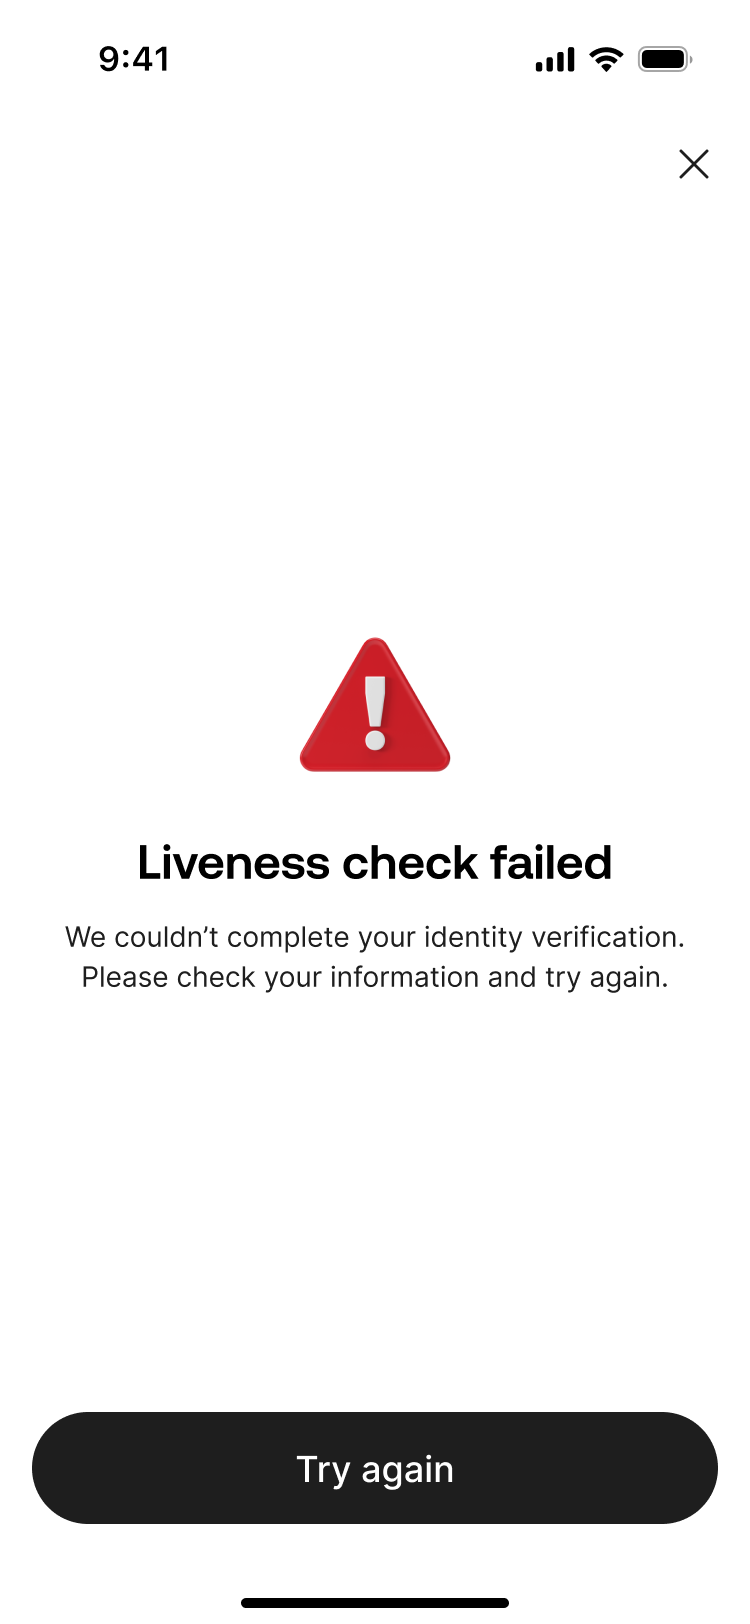 9:41
Liveness check failed
We couldn’t complete your identity verification.
Please check your information and try again.
Try again